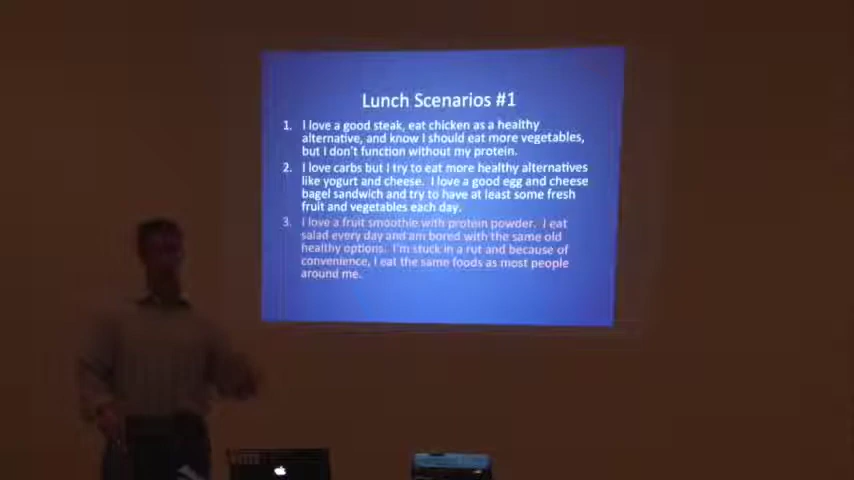 Lunch Scenarios #1
1. I love a good steak, eat chicken as a healthy
alternative, and know I should eat more vegetables,
but I don't function without my protein.
2. I love carbs but I try to eat more healthy alternatives
like yogurt and cheese. I love a good egg and cheese
bagel sandwich and try to have at least some fresh
fruit and vegetables each day.
3. I love a fruit smoothie with protein powder. I eat
salad every day and am bored with the same old
healthy options. I'm stuck in a rut and because of
convenience, I eat the same foods as most people
around me.